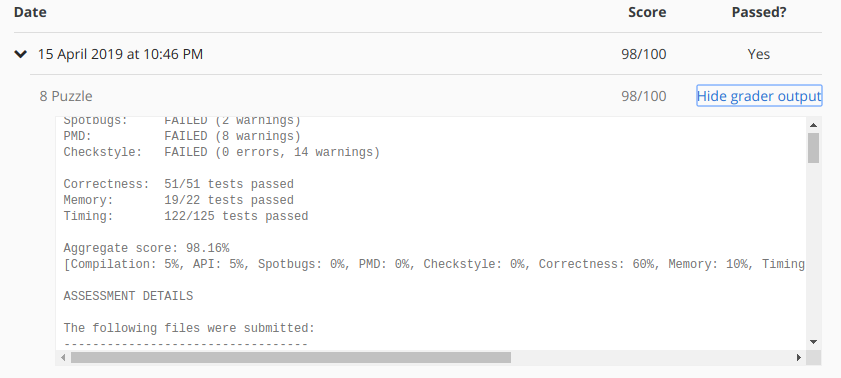 Date Score Passed?
15 April 2019 at 10:46 PM 98/100 Yes
8 Puzzle 98/100 Hide grader output
Spotbugs: FAILED (2 warnings)
PMD: FAILED (8 warnings)
Checkstyle: FAILED (0 errors, 14 warnings)
Correctness: 51/51 tests passed
Memory: 19/22 tests passed
Timing: 122/125 tests passed
Aggregate score: 98.16%
[Compilation: 5%, API: 5%, Spotbugs: 0%, PMD: 0%, Checkstyle: 0%, Correctness: 60%, Memory: 10%, Timing
ASSESSMENT DETAILS
The following files were submitted:
----------------------------------